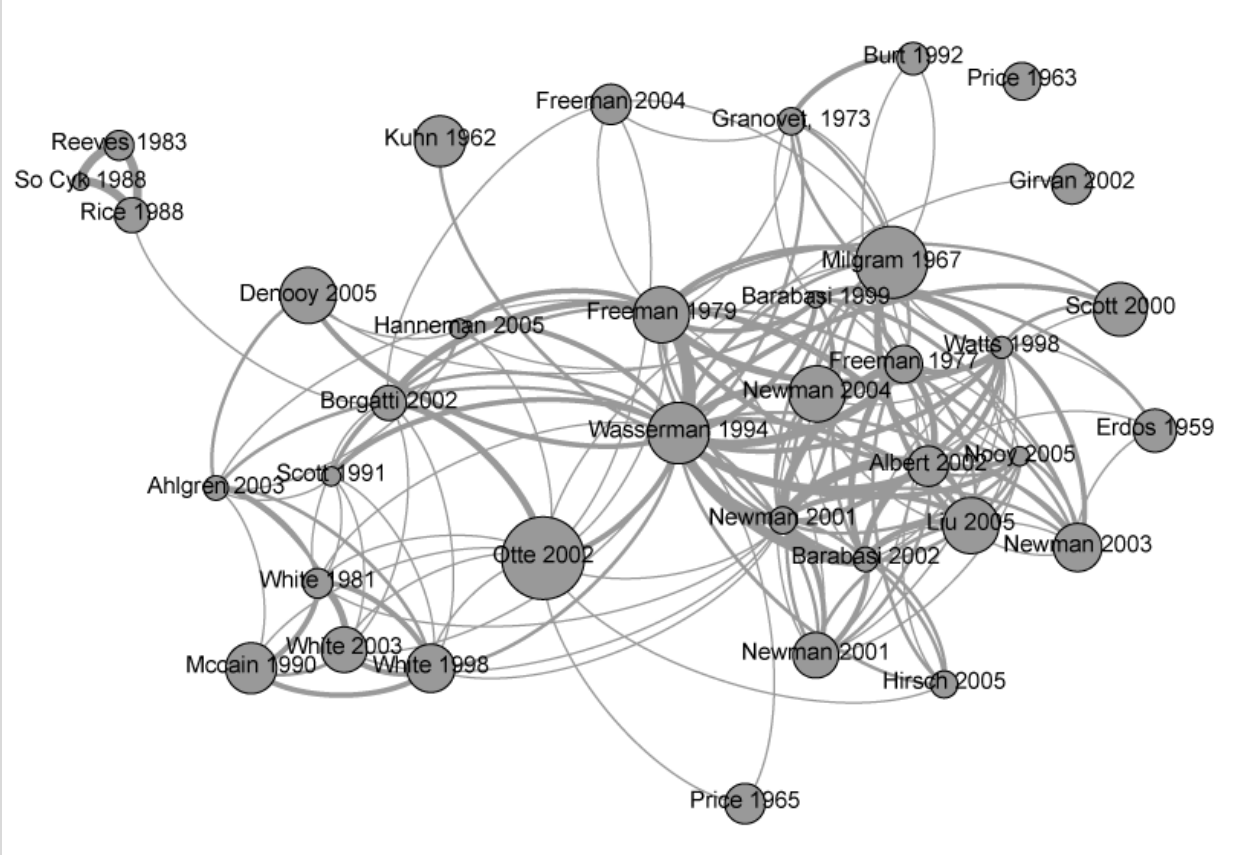 Burt 1992
Price 1963
Freeman 2004
Granovet, 1973
Kuhn 1962
Reeves 1983
So Cyk 1988
Rice 1988
Girvan 2002
Milgram 1967
Denooy 2005
Barabasi 1999
Scott 2000
Freeman 1979
Hanneman 2005
Watts 1998
Freeman 1977
Newman 2004
Borgatti 2002
Wasserman 1994
Erdos 1959
Nooy 2005
Albert 2002
Scott 1991
Ahlgren 2003
Newman 2001
Liu 2005
Newman 2003
Otte 2002
Barabasi 2002
White 1981
White 2003
Mccain 1990
White 1998
Newman 2001
Hirsch 2005
Price 1965